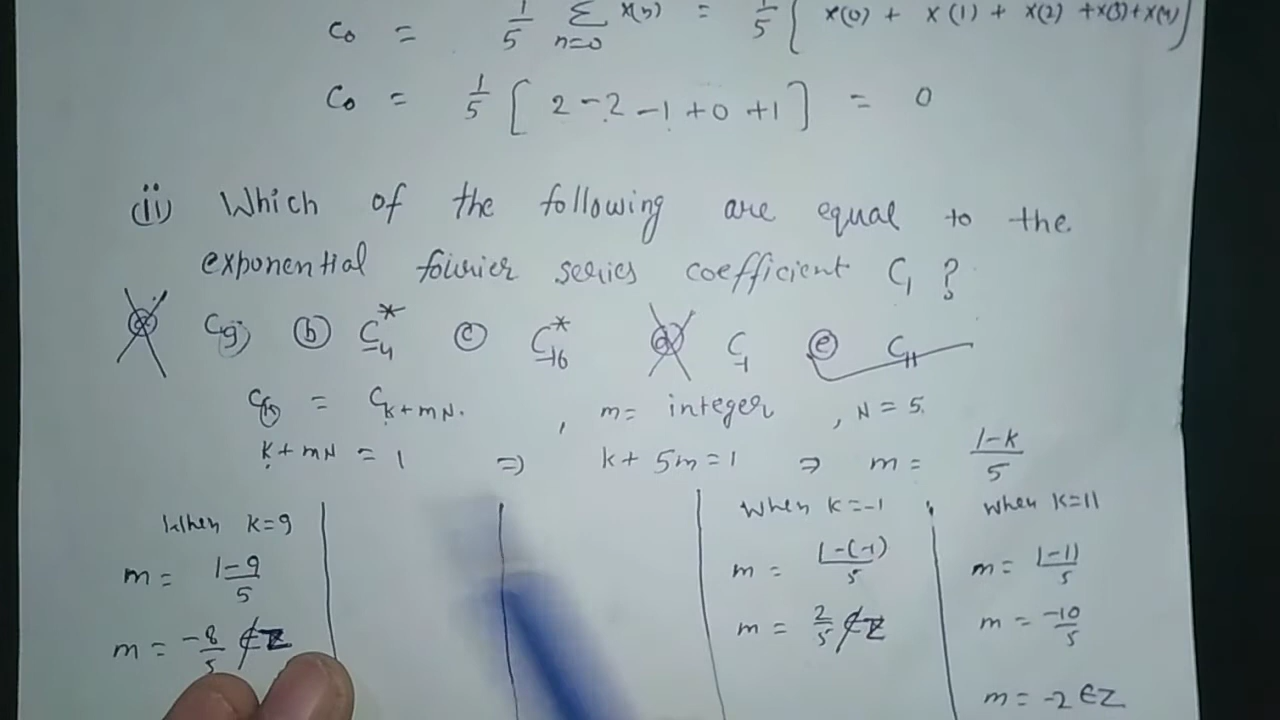 c₀ = 1/5 Σ n=0 x(n) = 1/5 [ x(0) + x(1) + x(2) + x(3) + x(4) ]
c₀ = 1/5 [ 2 - 2 - 1 + 0 + 1 ] = 0
(ii) Which of the following are equal to the
exponential fourier series coefficient C₁ ?
(a) C₉ (b) C₋₄* (c) C₋₁₆* (d) C₋₁ (e) C₁₁
Cₖ = Cₖ₊ₘN. , m = integer , N = 5.
k + mN = 1 ⇒ k + 5m = 1 ⇒ m = (1-k)/5
When k=9
m = (1-9)/5
m = -8/5 ∉ Z
When k=-1
m = (1-(-1))/5
m = 2/5 ∉ Z
When k=11
m = (1-11)/5
m = -10/5
m = -2 ∈ Z